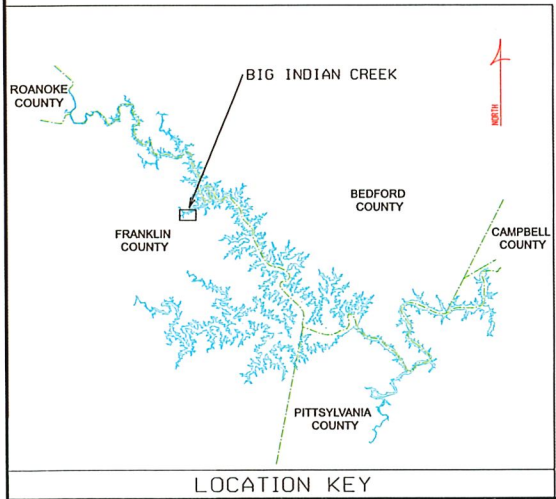 BIG INDIAN CREEK
ROANOKE
COUNTY
NORTH
BEDFORD
COUNTY
FRANKLIN
COUNTY
CAMPBELL
COUNTY
PITTSYLVANIA
COUNTY
LOCATION KEY